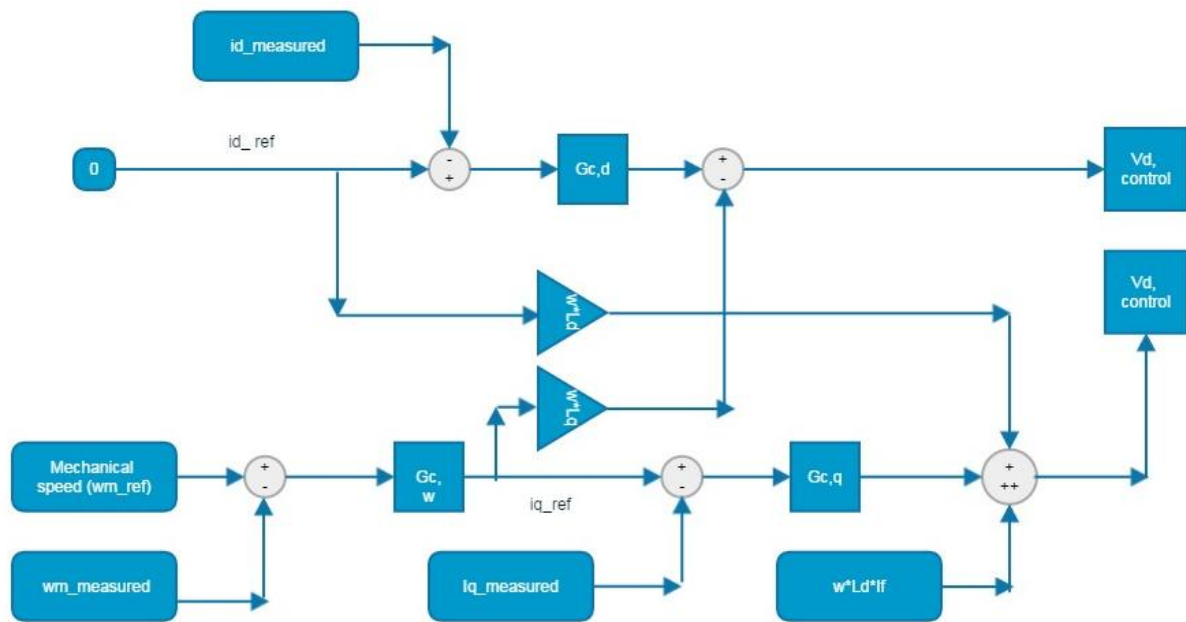 id_measured
id_ ref
0
-
+
Gc,d
+
-
Vd,
control
w*Ld
Vd,
control
w*Lq
Mechanical
speed (wm_ref)
+
-
Gc,
w
iq_ref
+
-
Gc,q
+
++
wm_measured
Iq_measured
w*Ld*If